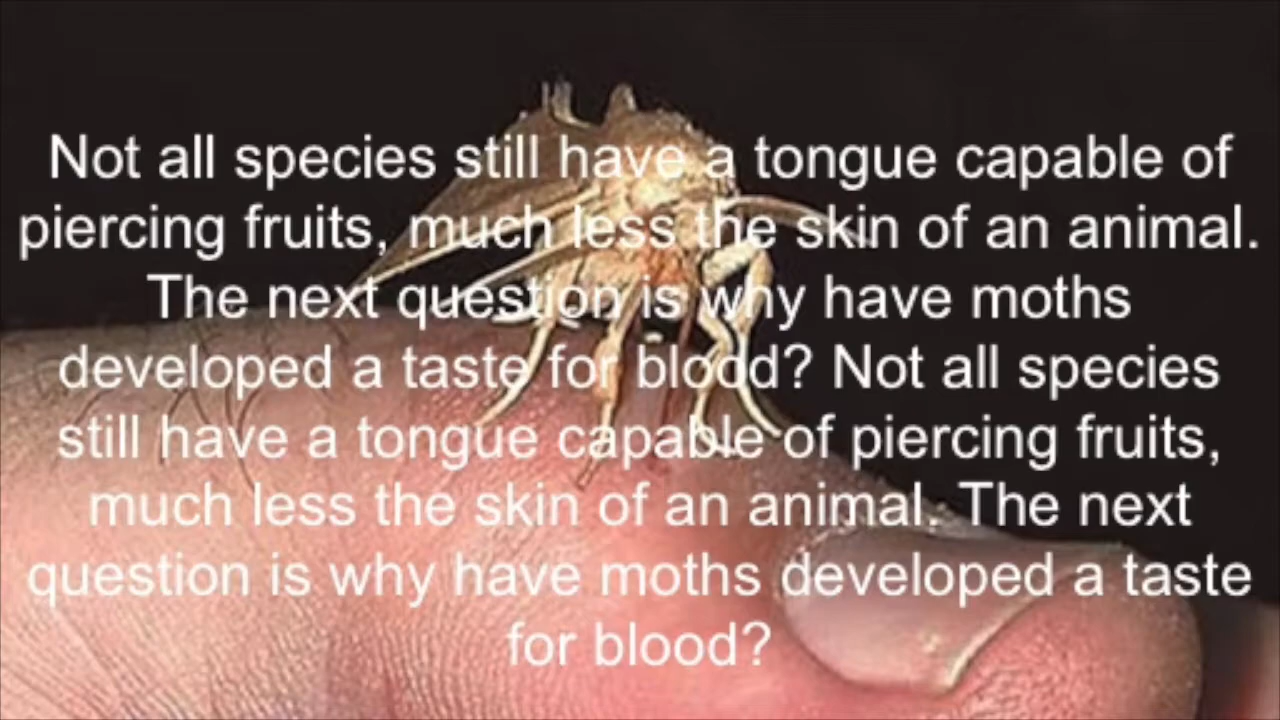 Not all species still have a tongue capable of
piercing fruits, much less the skin of an animal.
The next question is why have moths
developed a taste for blood? Not all species
still have a tongue capable of piercing fruits,
much less the skin of an animal. The next
question is why have moths developed a taste
for blood?